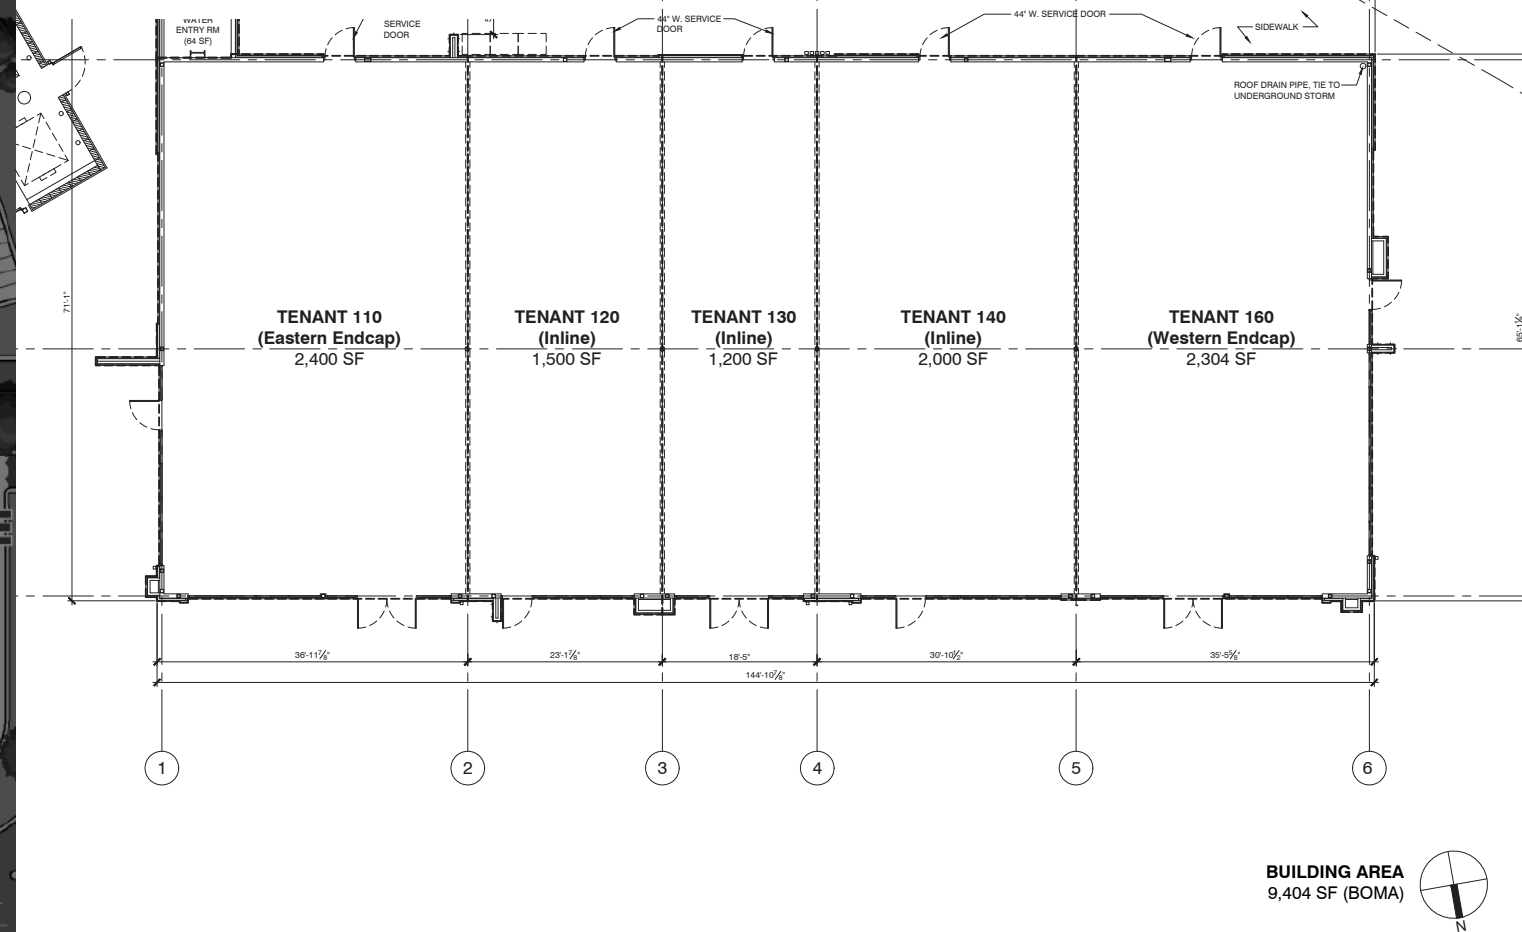 WATER
ENTRY RM
(64 SF)
SERVICE
DOOR
44" W. SERVICE
DOOR
44" W. SERVICE DOOR
SIDEWALK
ROOF DRAIN PIPE, TIE TO
UNDERGROUND STORM
71'-1"
TENANT 110
(Eastern Endcap)
2,400 SF
TENANT 120
(Inline)
1,500 SF
TENANT 130
(Inline)
1,200 SF
TENANT 140
(Inline)
2,000 SF
TENANT 160
(Western Endcap)
2,304 SF
36'-11⅞"
23'-1⅞"
18'-5"
30'-10½"
35'-5⅝"
144'-10⅞"
1
2
3
4
5
6
BUILDING AREA
9,404 SF (BOMA)
N